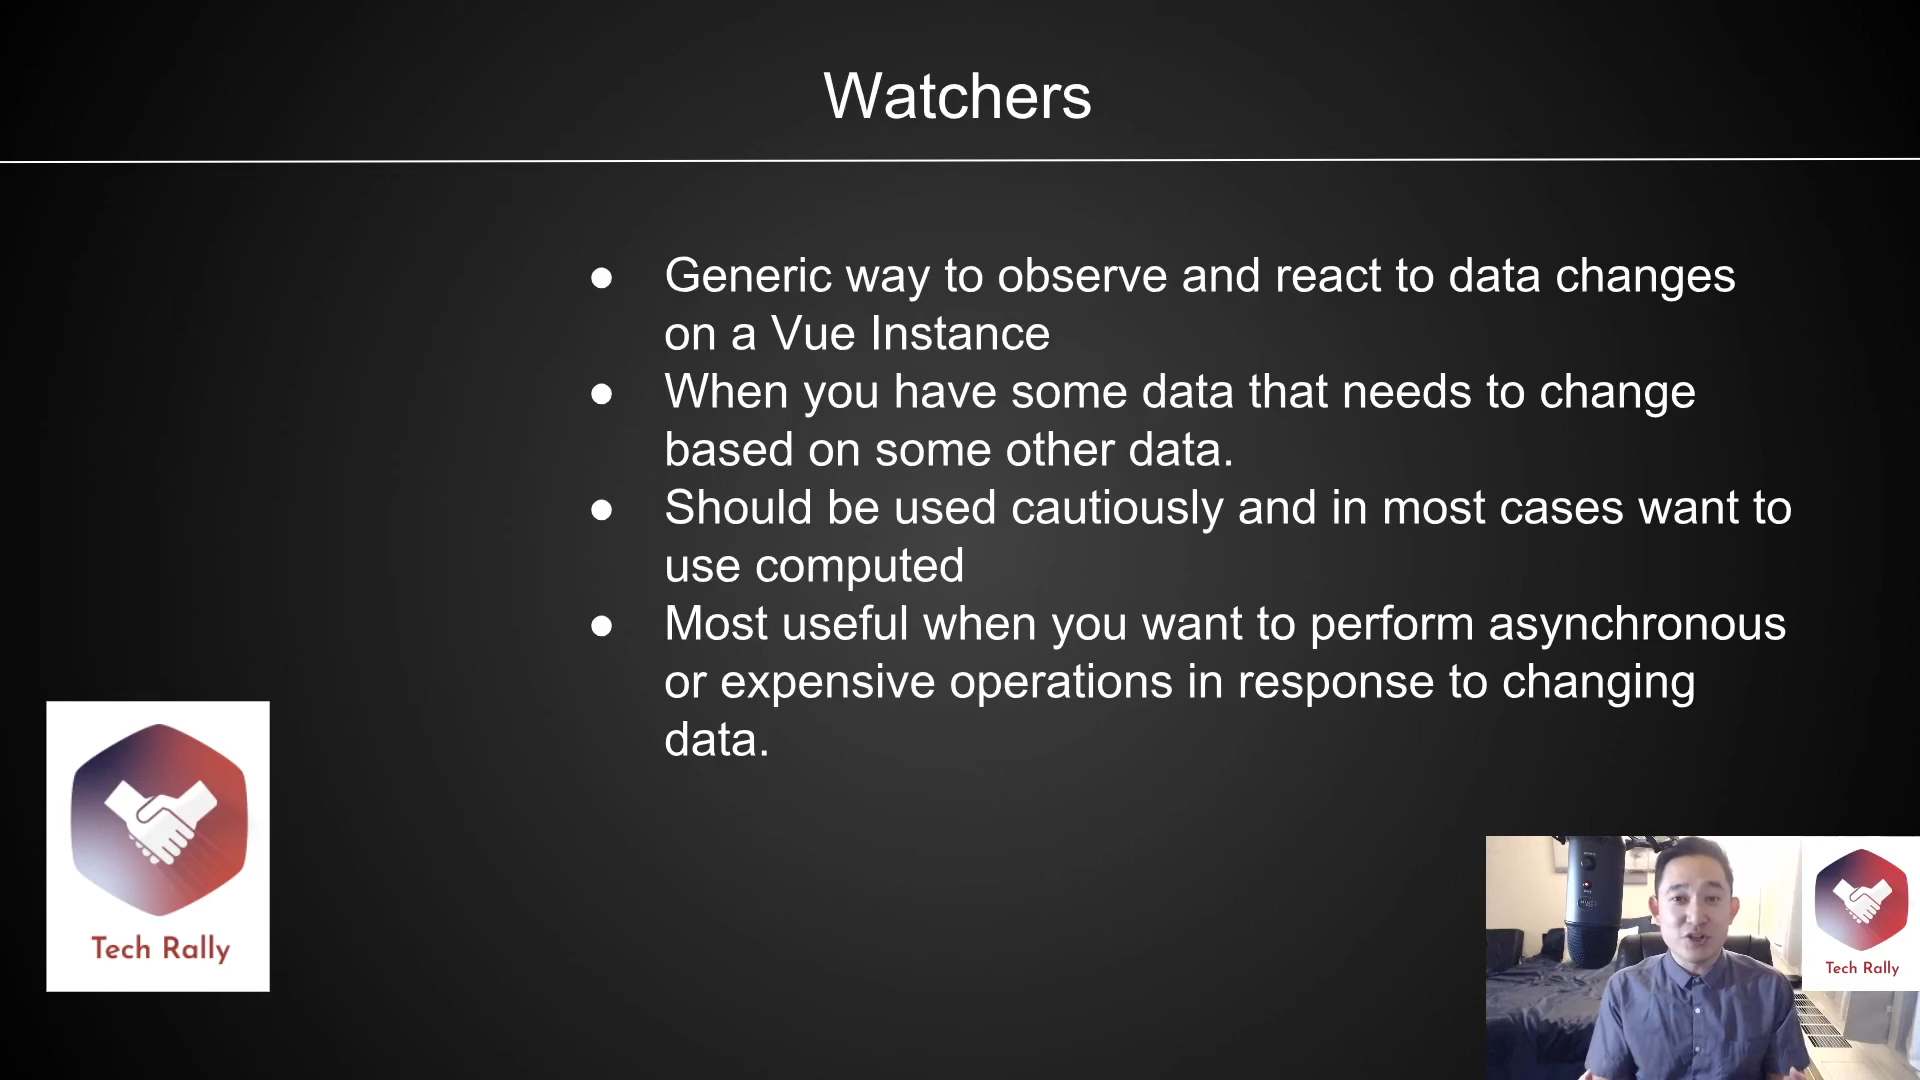 Watchers
● Generic way to observe and react to data changes
on a Vue Instance
● When you have some data that needs to change
based on some other data.
● Should be used cautiously and in most cases want to
use computed
● Most useful when you want to perform asynchronous
or expensive operations in response to changing
data.
Tech Rally
Tech Rally